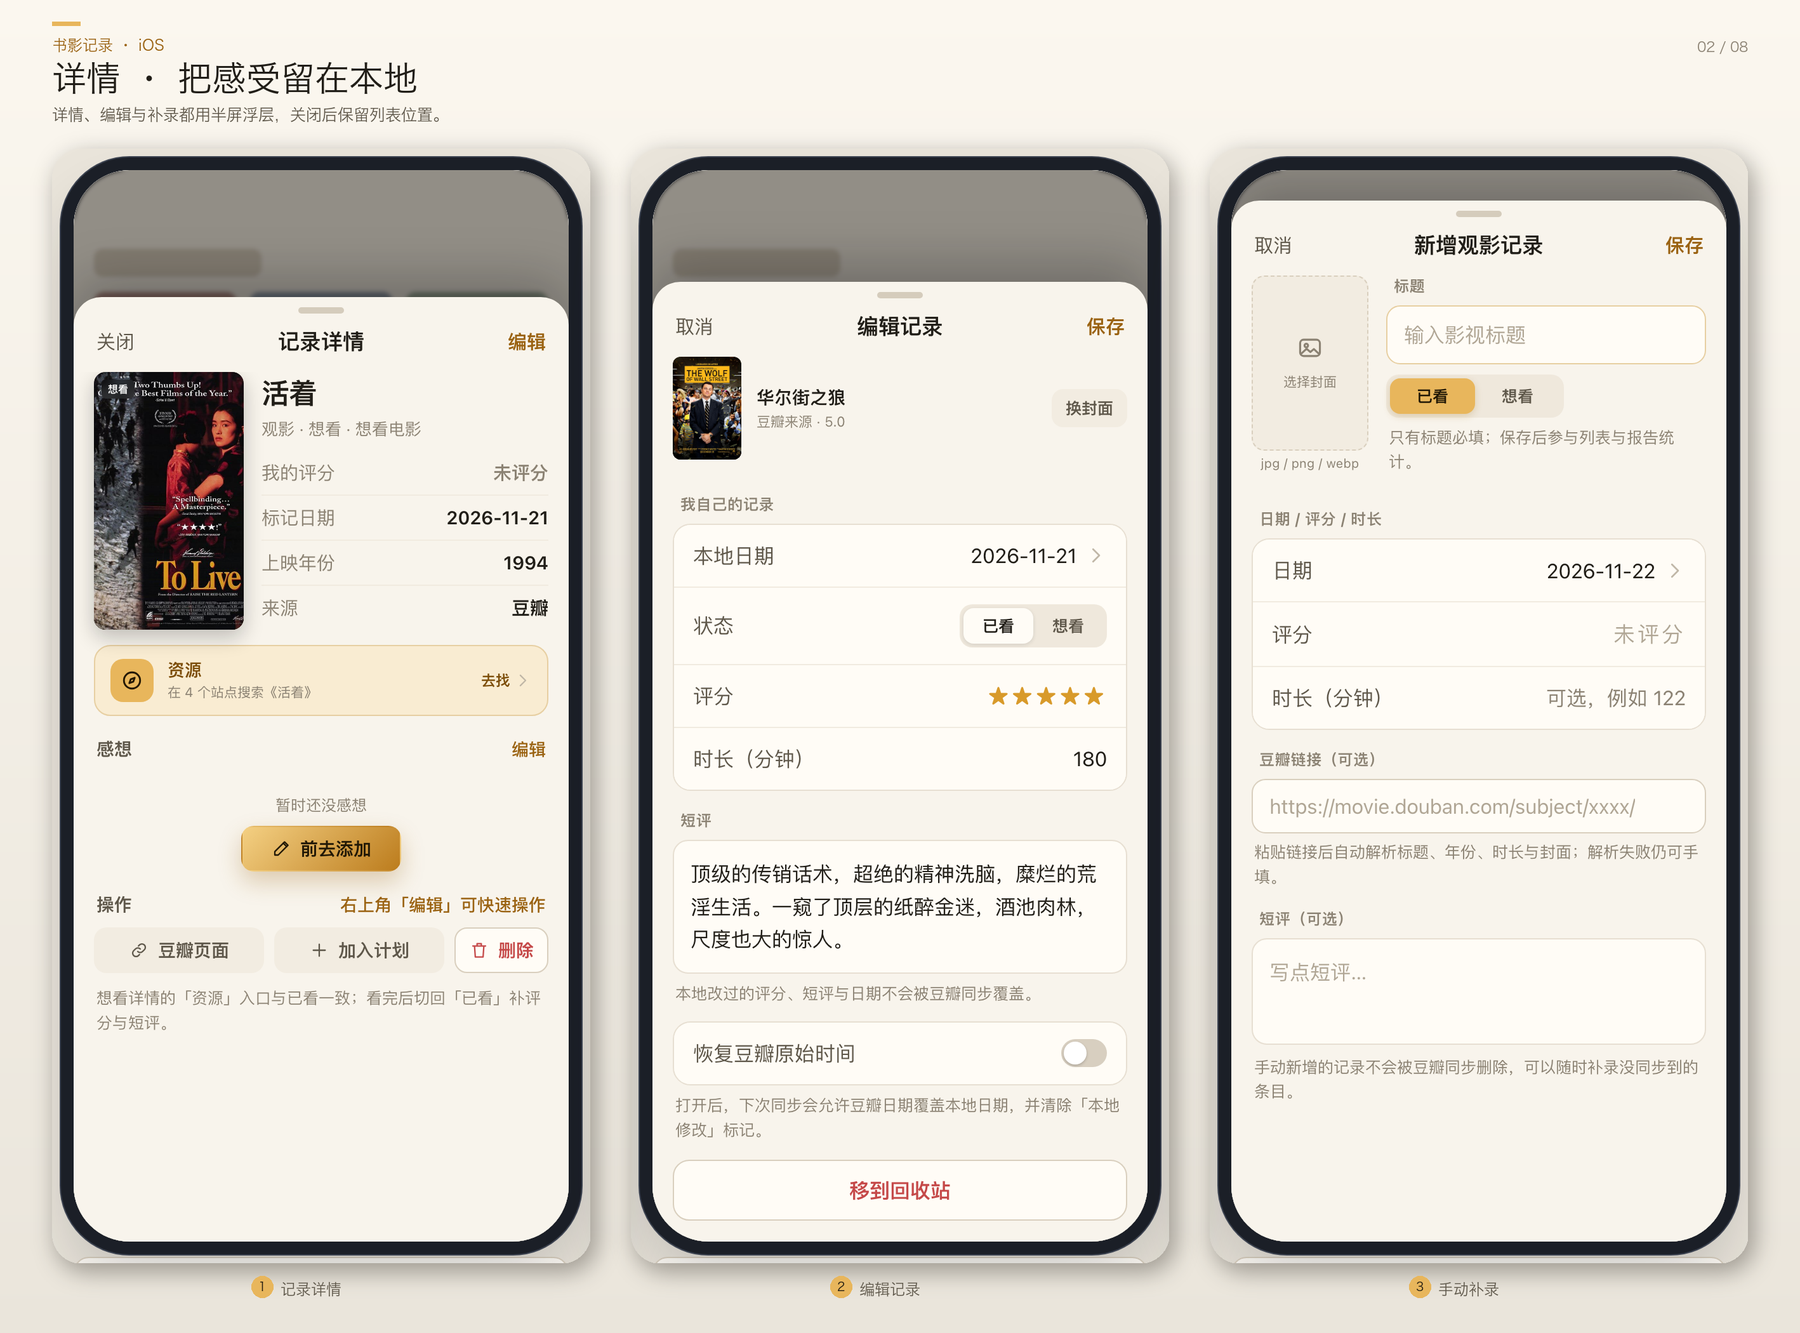 书影记录 · iOS
02 / 08
详情 · 把感受留在本地
详情、编辑与补录都用半屏浮层，关闭后保留列表位置。
关闭
记录详情
编辑
想看
Two Thumbs Up!
e Best Films of the Year."
"Spellbinding...
A Masterpiece."
"★★★★!"
To Live
活着
观影 · 想看 · 想看电影
我的评分
未评分
标记日期
2026-11-21
上映年份
1994
来源
豆瓣
资源
在 4 个站点搜索《活着》
去找
感想
编辑
暂时还没感想
前去添加
操作
右上角「编辑」可快速操作
豆瓣页面
加入计划
删除
想看详情的「资源」入口与已看一致；看完后切回「已看」补评
分与短评。
1 记录详情
取消
编辑记录
保存
THE WOLF
OF WALL STREET
华尔街之狼
豆瓣来源 · 5.0
换封面
我自己的记录
本地日期
2026-11-21
状态
已看
想看
评分
★★★★★
时长（分钟）
180
短评
顶级的传销话术，超绝的精神洗脑，糜烂的荒
淫生活。一窥了顶层的纸醉金迷，酒池肉林，
尺度也大的惊人。
本地改过的评分、短评与日期不会被豆瓣同步覆盖。
恢复豆瓣原始时间
打开后，下次同步会允许豆瓣日期覆盖本地日期，并清除「本地
修改」标记。
移到回收站
2 编辑记录
取消
新增观影记录
保存
选择封面
jpg / png / webp
标题
输入影视标题
已看
想看
只有标题必填；保存后参与列表与报告统
计。
日期 / 评分 / 时长
日期
2026-11-22
评分
未评分
时长（分钟）
可选，例如 122
豆瓣链接（可选）
https://movie.douban.com/subject/xxxx/
粘贴链接后自动解析标题、年份、时长与封面；解析失败仍可手
填。
短评（可选）
写点短评...
手动新增的记录不会被豆瓣同步删除，可以随时补录没同步到的
条目。
3 手动补录